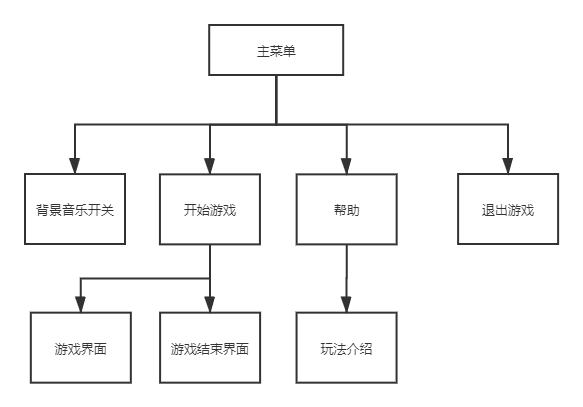 主菜单
背景音乐开关
开始游戏
帮助
退出游戏
游戏界面
游戏结束界面
玩法介绍